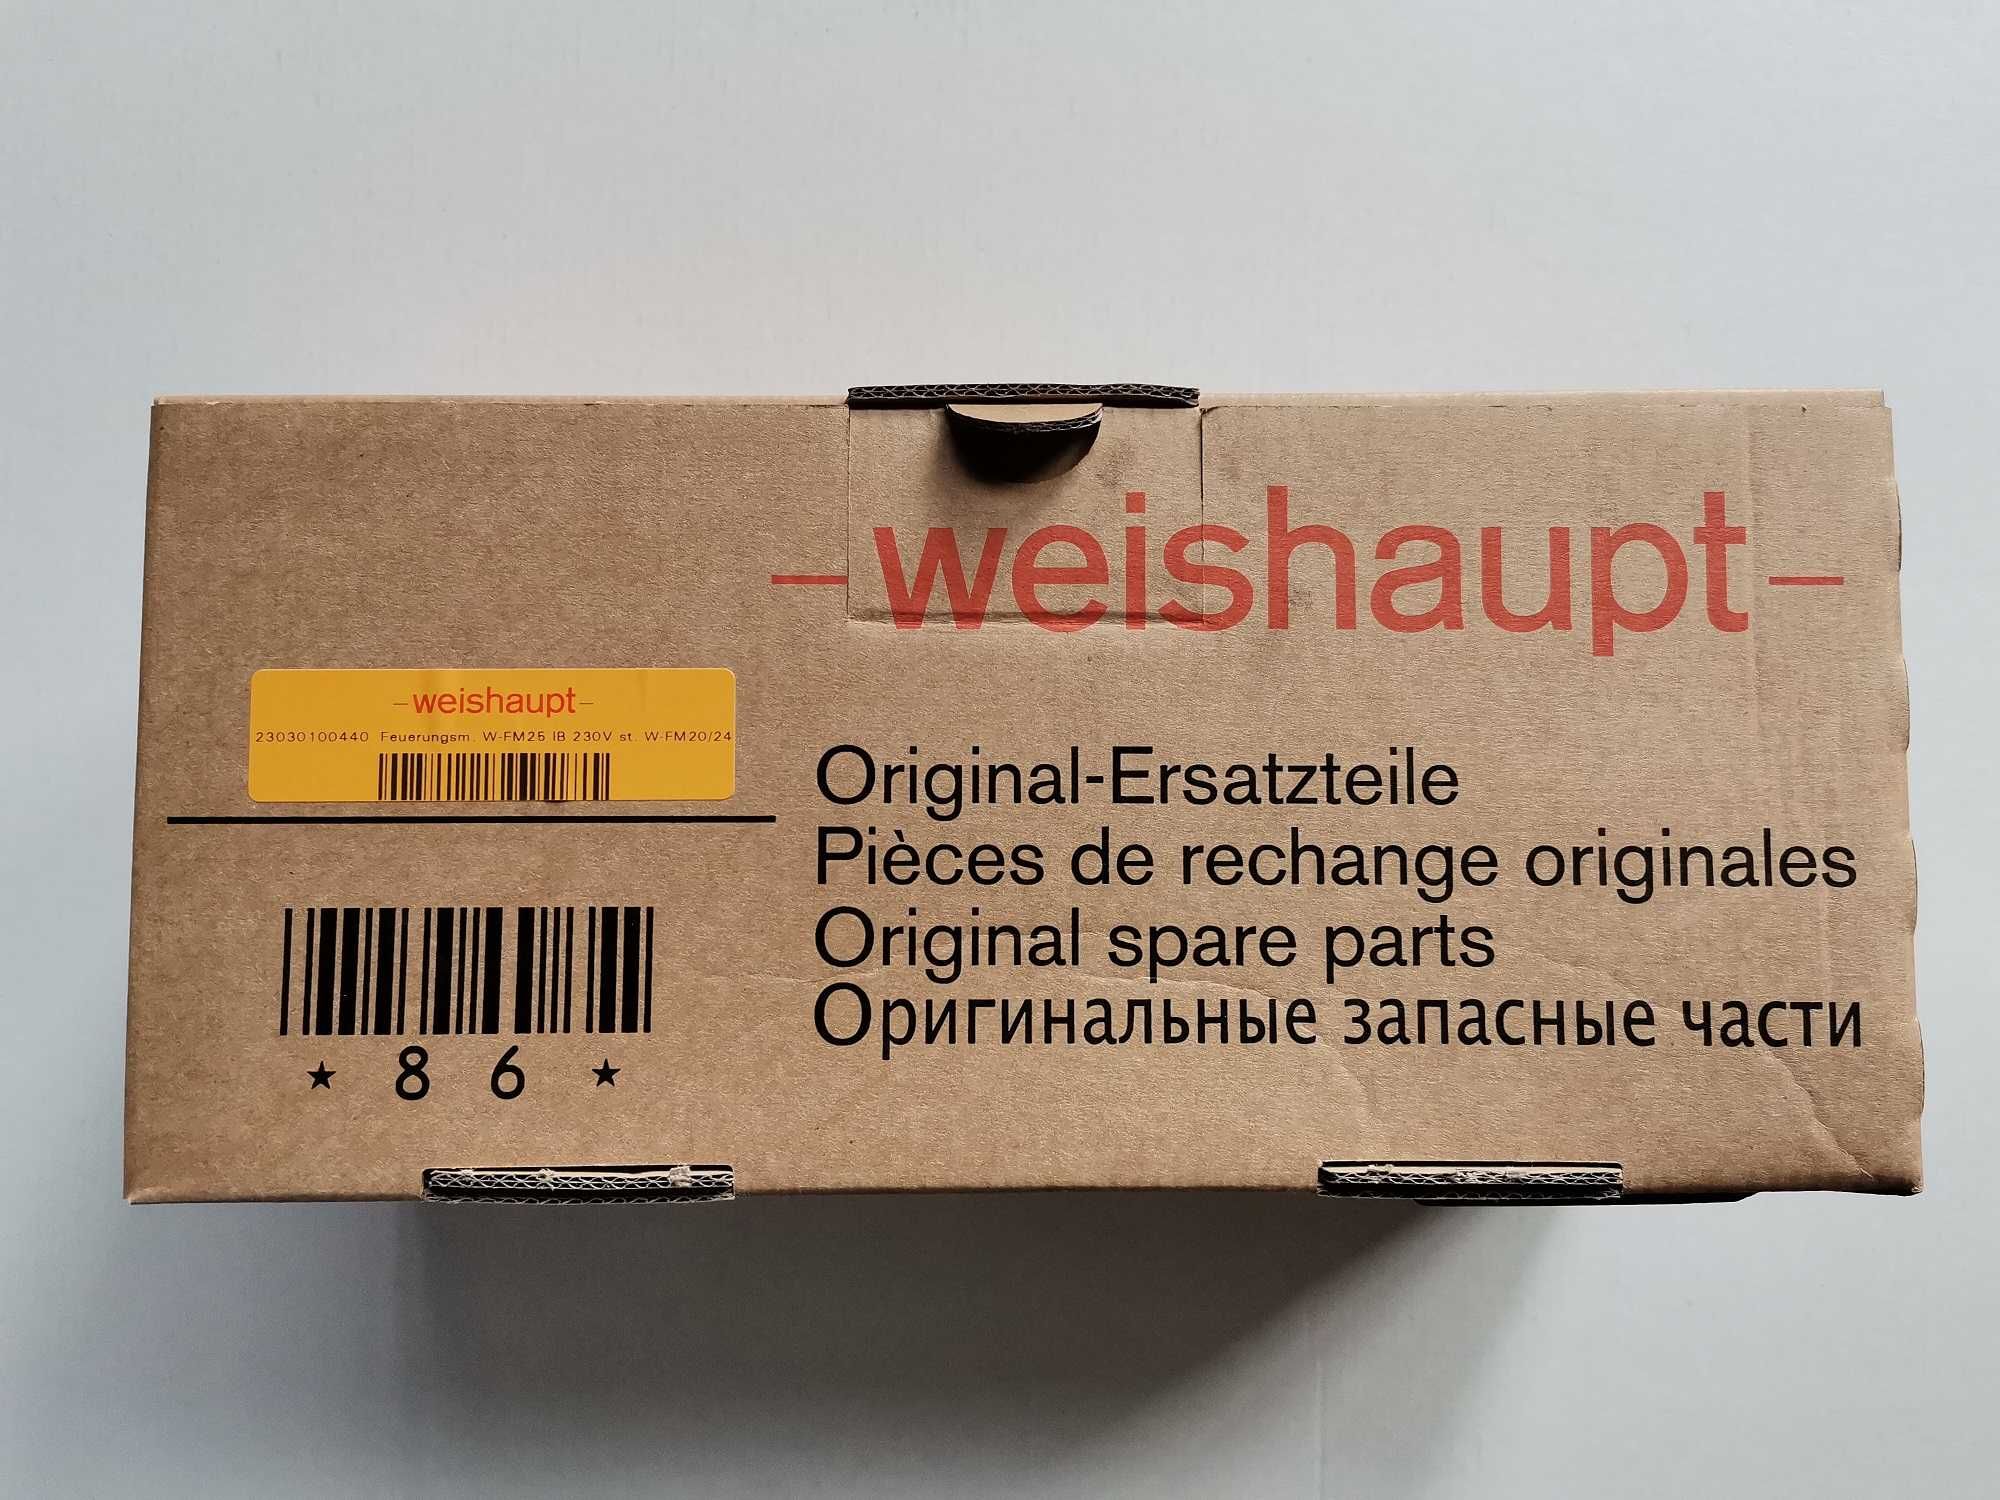 -weishaupt-
-weishaupt-
23030100440 Feuerungsm. W-FM25 IB 230V st. W-FM20/24
Original-Ersatzteile
Pièces de rechange originales
Original spare parts
Оригинальные запасные части
★ 8 6 ★